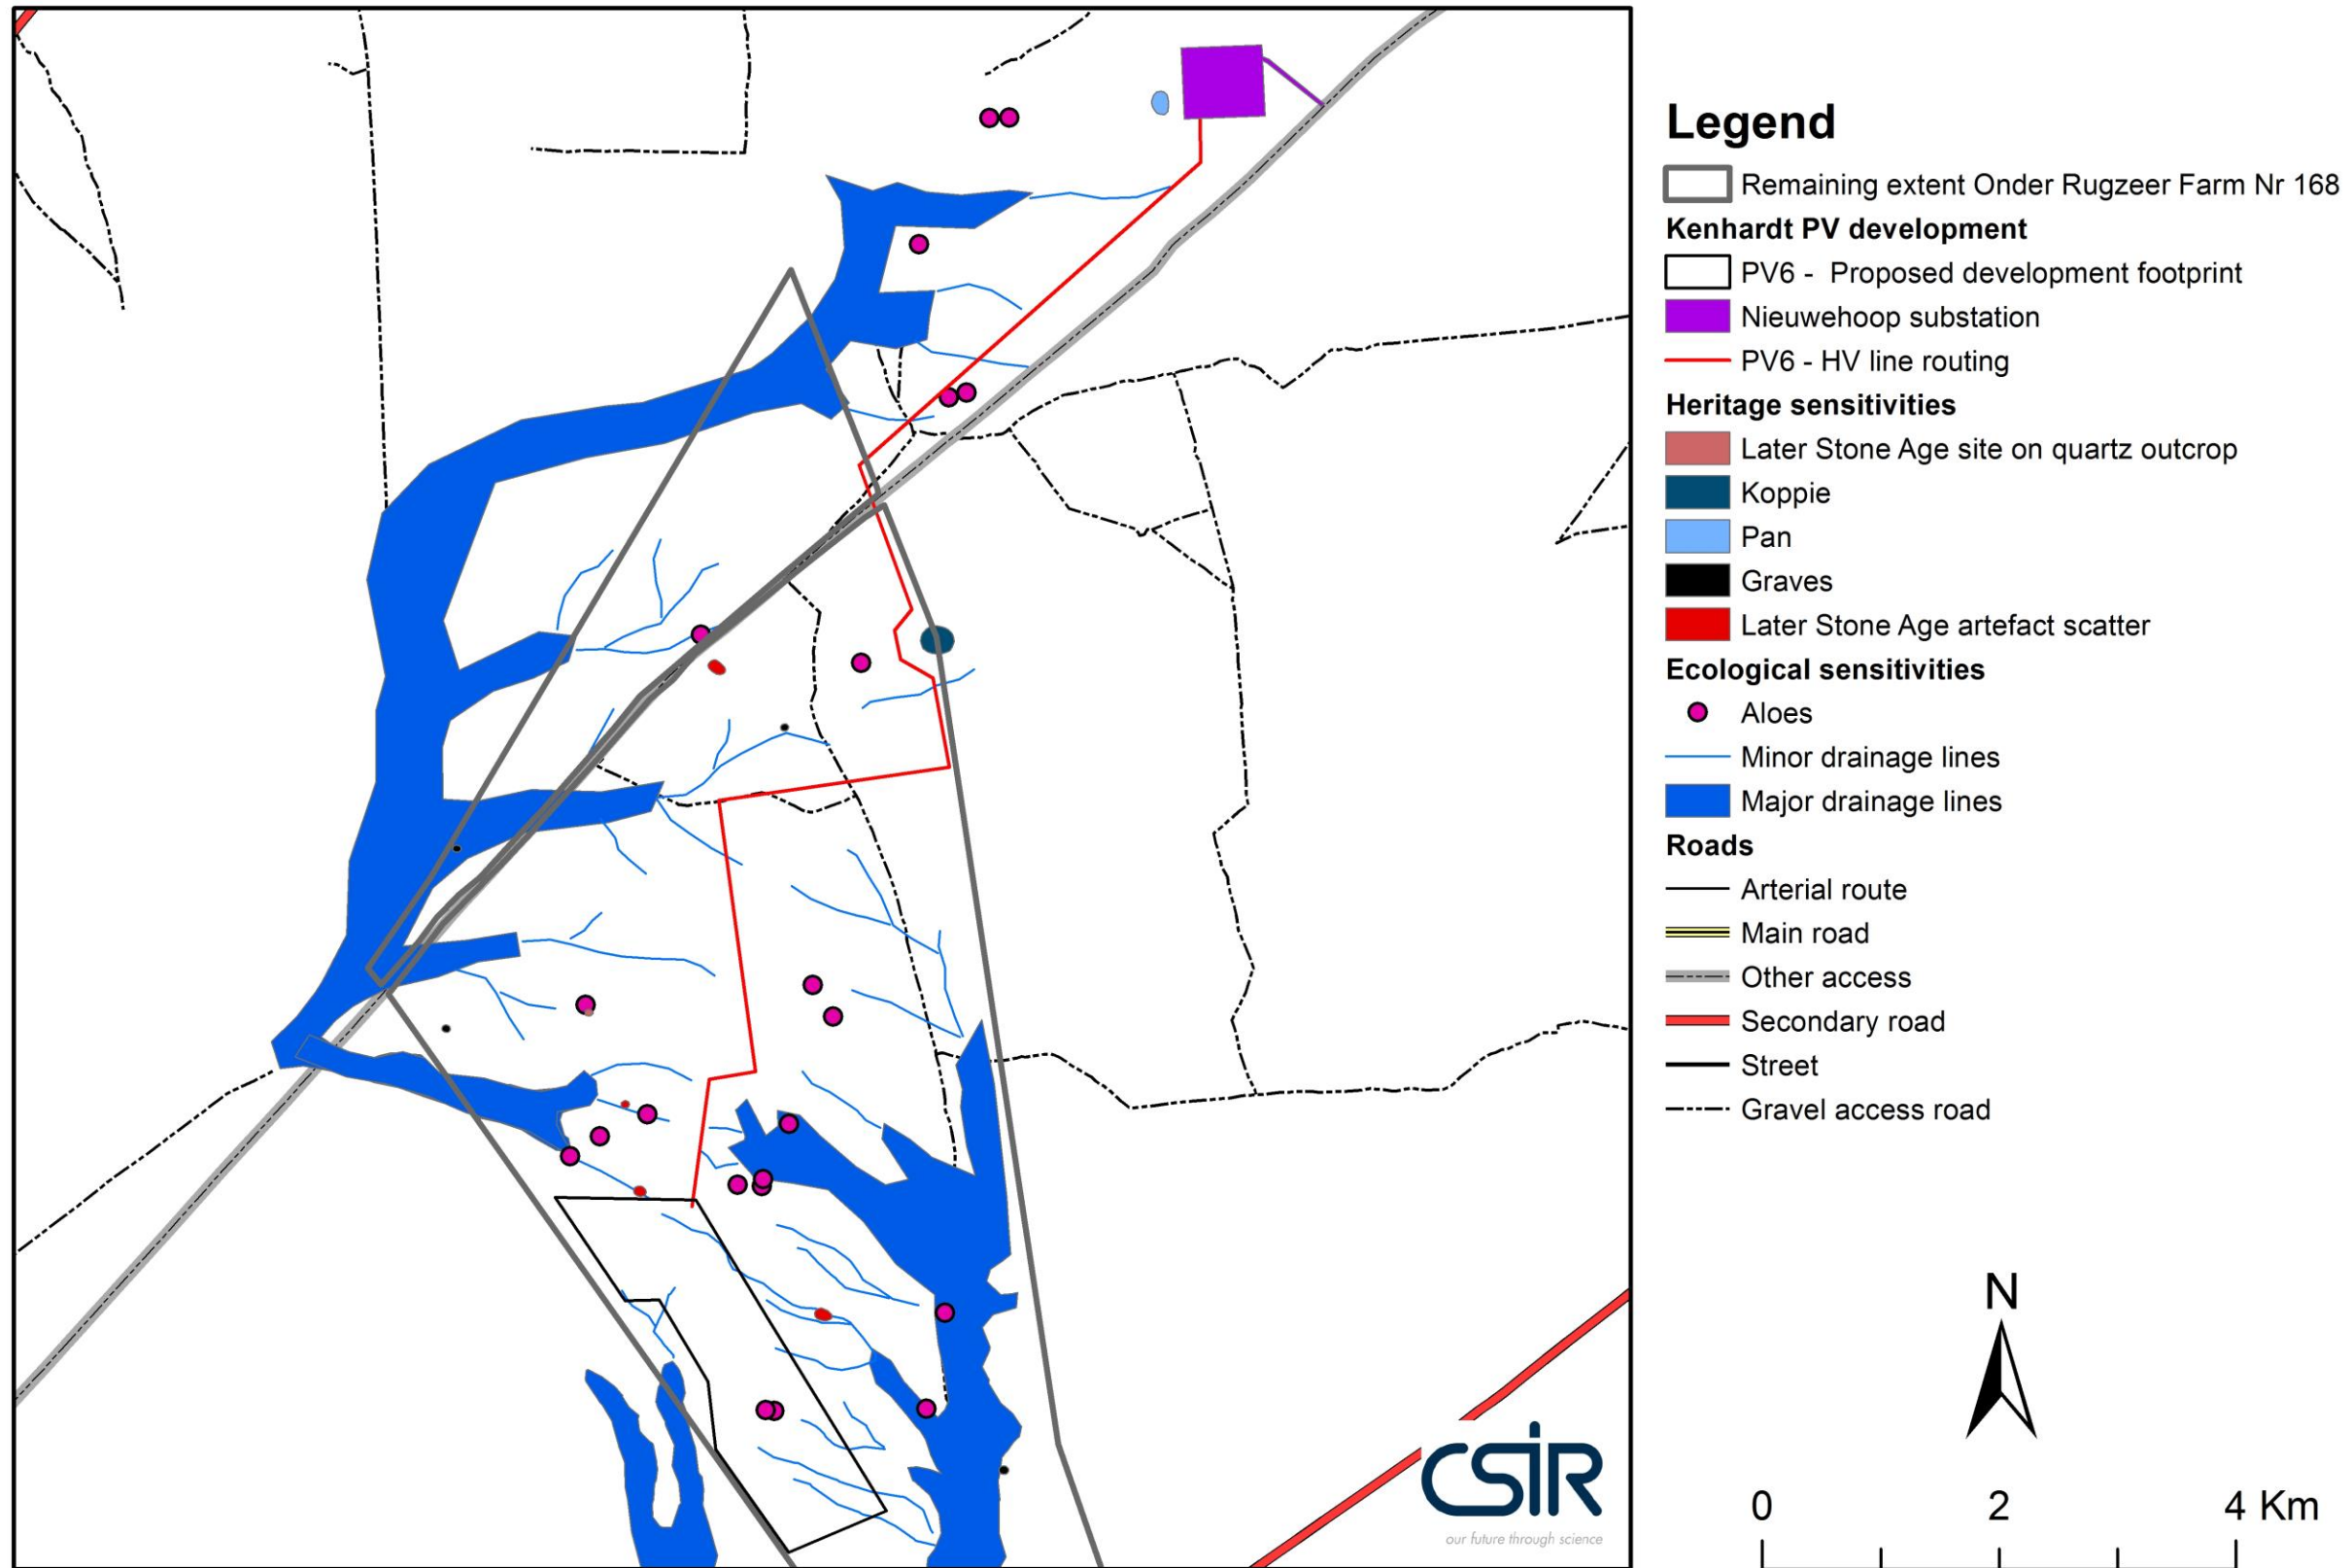 Legend
Remaining extent Onder Rugzeer Farm Nr 168
Kenhardt PV development
PV6 - Proposed development footprint
Nieuwehoop substation
PV6 - HV line routing
Heritage sensitivities
Later Stone Age site on quartz outcrop
Koppie
Pan
Graves
Later Stone Age artefact scatter
Ecological sensitivities
Aloes
Minor drainage lines
Major drainage lines
Roads
Arterial route
Main road
Other access
Secondary road
Street
Gravel access road
N
0 2 4 Km
CSIR
our future through science